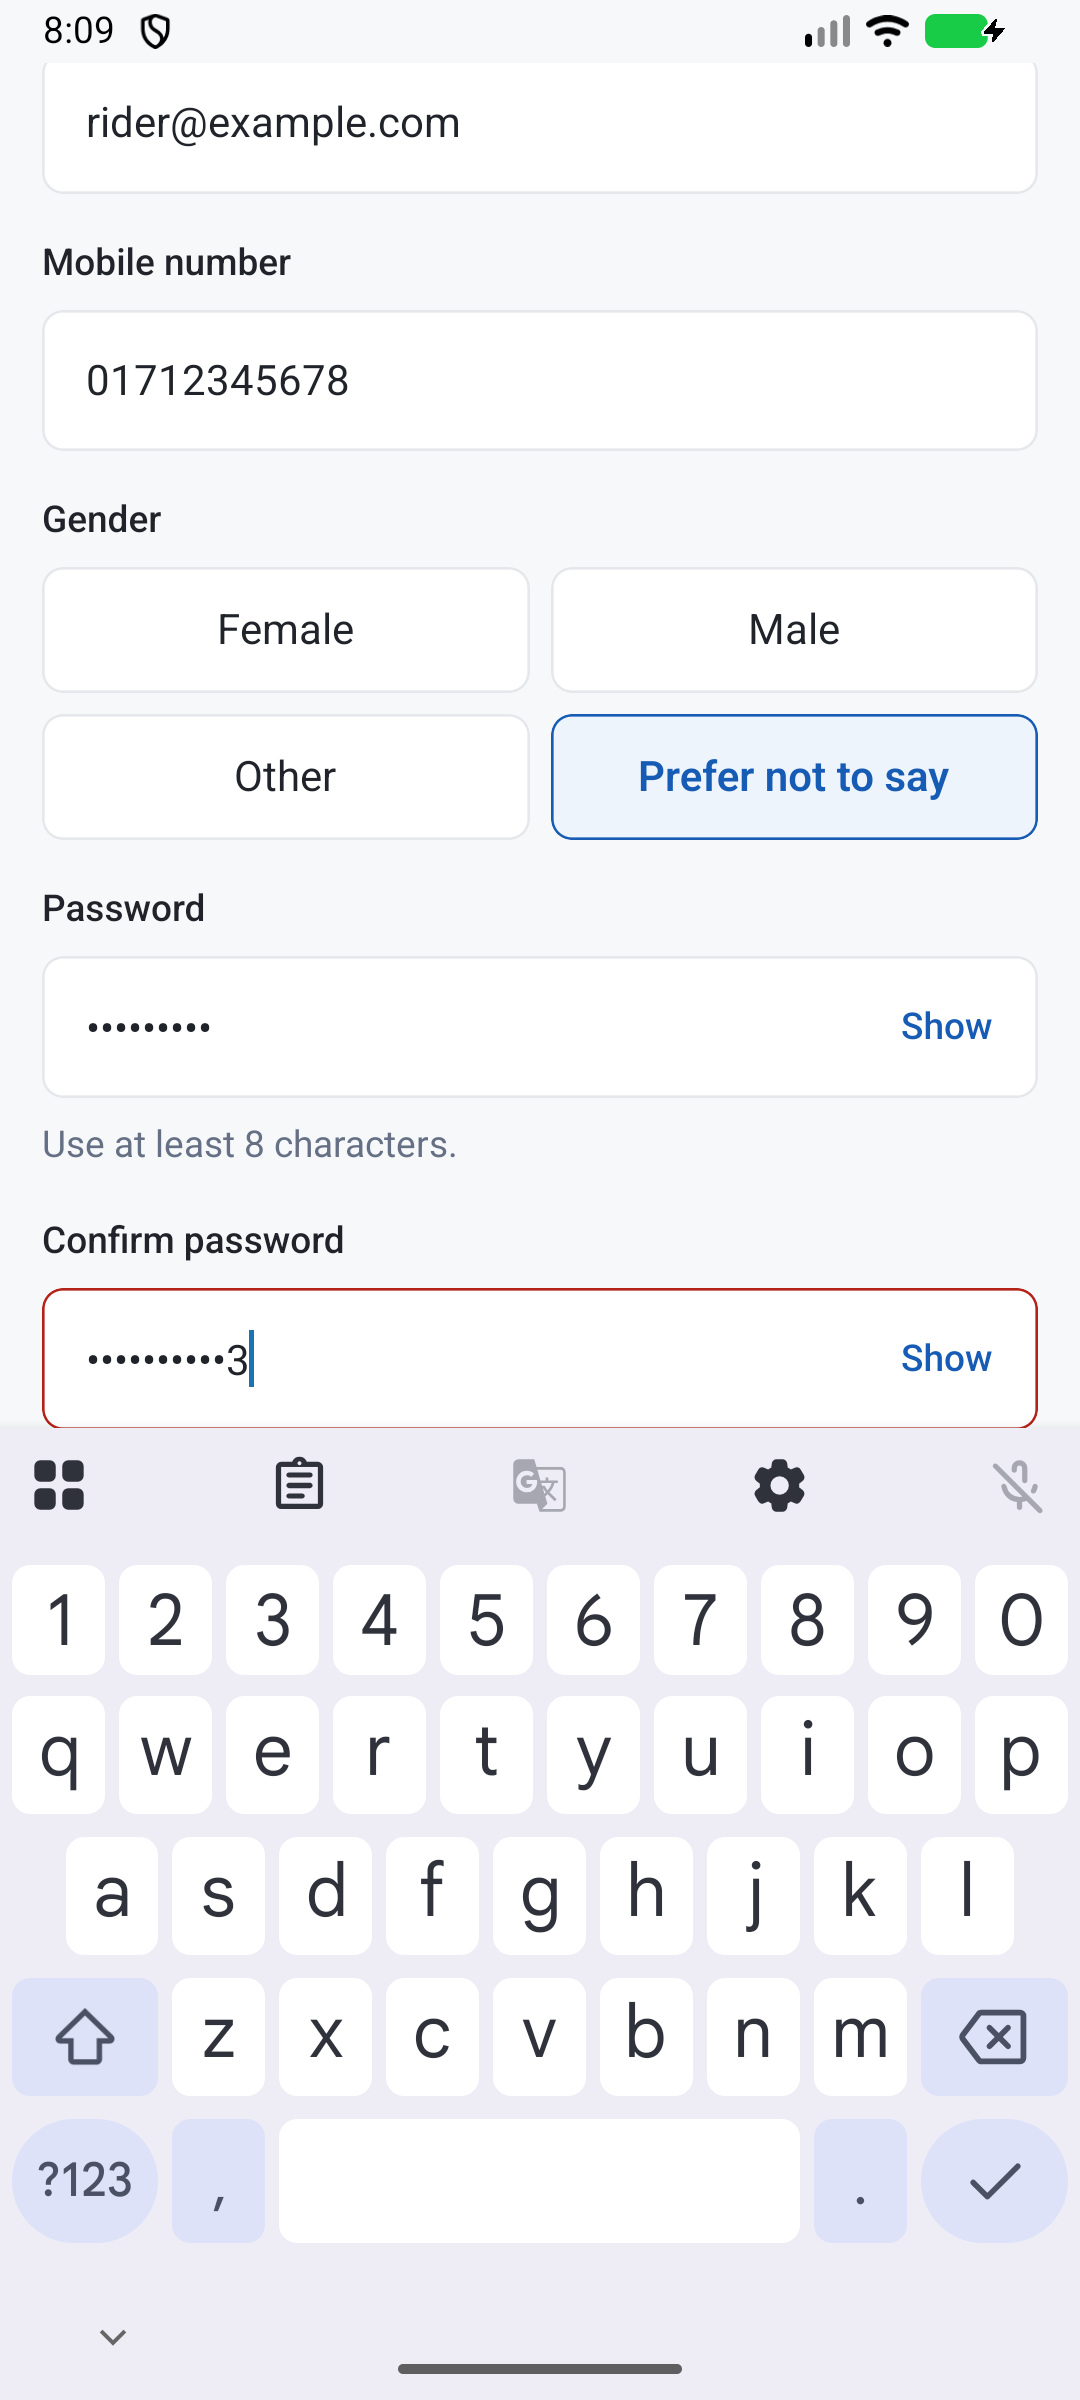 8:09
rider@example.com
Mobile number
01712345678
Gender
Female Male
Other Prefer not to say
Password
••••••••• Show
Use at least 8 characters.
Confirm password
••••••••••3 Show
1 2 3 4 5 6 7 8 9 0
q w e r t y u i o p
a s d f g h j k l
z x c v b n m
?123 , .